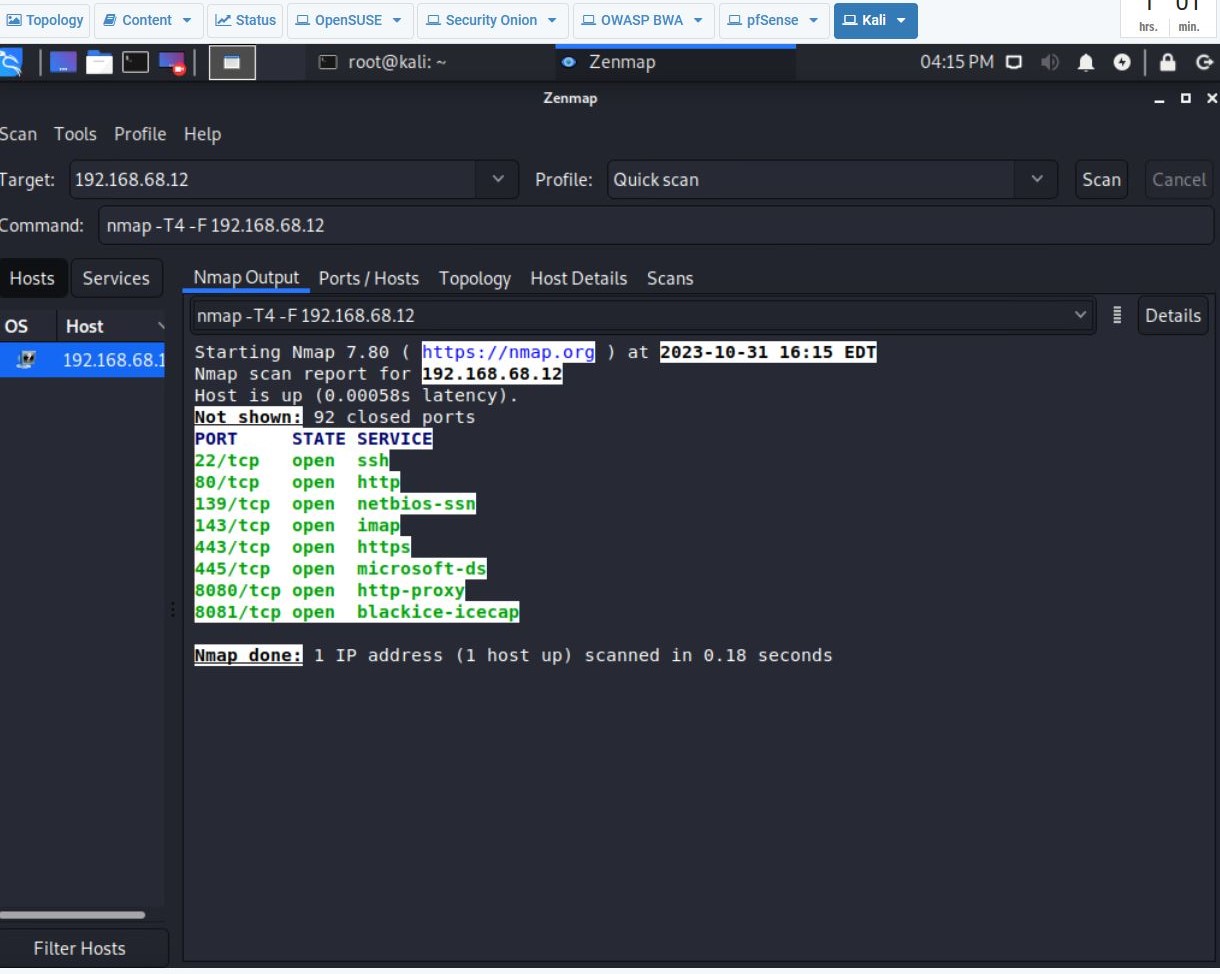 Topology Content Status OpenSUSE Security Onion OWASP BWA pfSense Kali
hrs. min.
root@kali: ~ Zenmap 04:15 PM
Zenmap
Scan Tools Profile Help
Target: 192.168.68.12 Profile: Quick scan Scan Cancel
Command: nmap -T4 -F 192.168.68.12
Hosts Services Nmap Output Ports / Hosts Topology Host Details Scans
OS Host nmap -T4 -F 192.168.68.12 Details
192.168.68.1
Starting Nmap 7.80 ( https://nmap.org ) at 2023-10-31 16:15 EDT
Nmap scan report for 192.168.68.12
Host is up (0.00058s latency).
Not shown: 92 closed ports
PORT STATE SERVICE
22/tcp open ssh
80/tcp open http
139/tcp open netbios-ssn
143/tcp open imap
443/tcp open https
445/tcp open microsoft-ds
8080/tcp open http-proxy
8081/tcp open blackice-icecap
Nmap done: 1 IP address (1 host up) scanned in 0.18 seconds
Filter Hosts